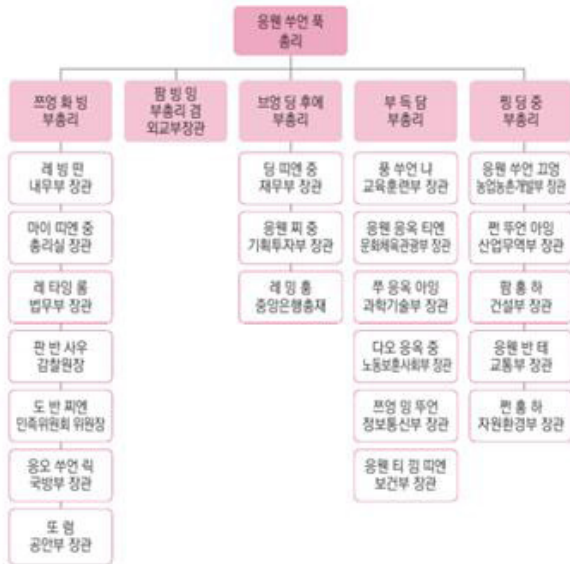 응웬 쑤언 푹
총리
쯔엉 화 빙
부총리
팜 빙 밍
부총리 겸
외교부장관
브엉 딩 후에
부총리
부 득 담
부총리
찡 딩 중
부총리
레 빙 떤
내무부 장관
마이 띠엔 중
총리실 장관
레 타잉 롱
법무부 장관
판 반 사우
감찰원장
도 반 찌엔
민족위원회 위원장
응오 쑤언 릭
국방부 장관
또 럼
공안부 장관
딩 띠엔 중
재무부 장관
응웬 찌 중
기획투자부 장관
레 밍 흥
중앙은행총재
풍 쑤언 냐
교육훈련부 장관
응웬 응옥 티엔
문화체육관광부 장관
쭈 응옥 아잉
과학기술부 장관
다오 응옥 중
노동보훈사회부 장관
쯔엉 밍 뚜언
정보통신부 장관
응웬 티 낌 띠엔
보건부 장관
응웬 쑤언 끄엉
농업농촌개발부 장관
쩐 뚜언 아잉
산업무역부 장관
팜 홍 하
건설부 장관
응웬 반 테
교통부 장관
쩐 홍 하
자원환경부 장관